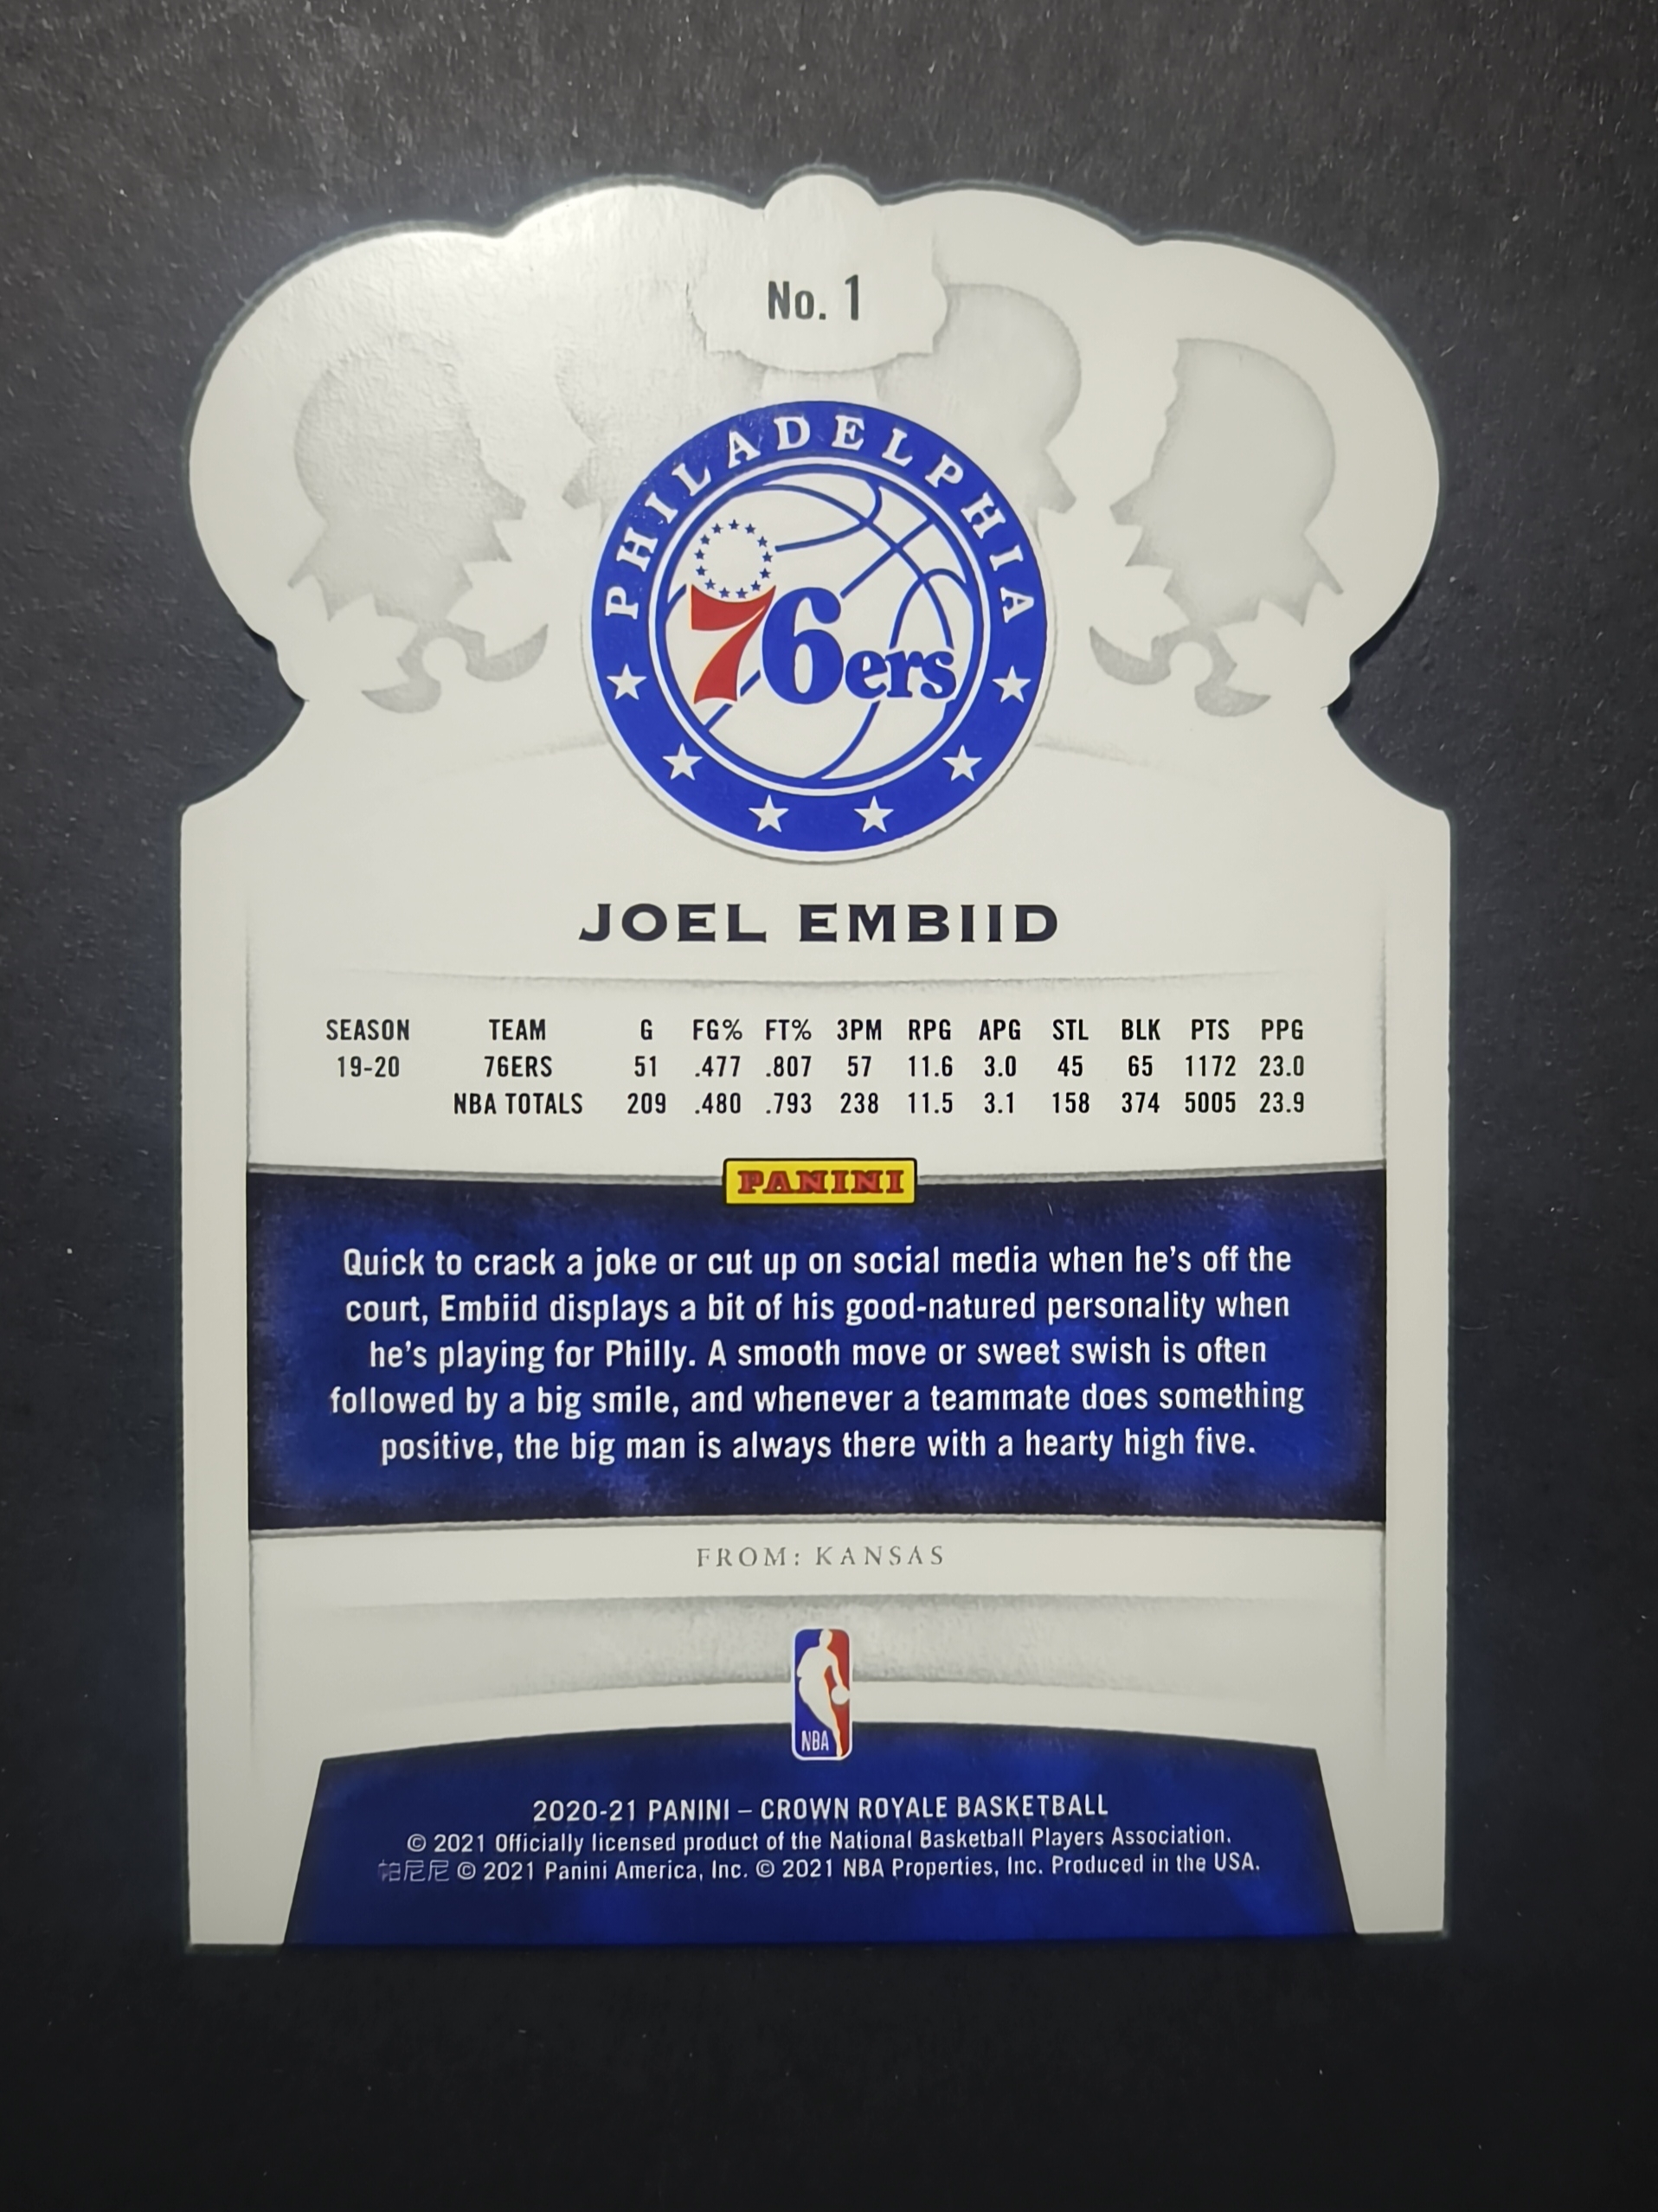 No. 1
PHILADELPHIA
76ers
JOEL EMBIID
SEASON TEAM G FG% FT% 3PM RPG APG STL BLK PTS PPG
19-20 76ERS 51 .477 .807 57 11.6 3.0 45 65 1172 23.0
NBA TOTALS 209 .480 .793 238 11.5 3.1 158 374 5005 23.9
PANINI
Quick to crack a joke or cut up on social media when he's off the
court, Embiid displays a bit of his good-natured personality when
he's playing for Philly. A smooth move or sweet swish is often
followed by a big smile, and whenever a teammate does something
positive, the big man is always there with a hearty high five.
FROM: KANSAS
NBA
2020-21 PANINI – CROWN ROYALE BASKETBALL
© 2021 Officially licensed product of the National Basketball Players Association.
帕尼尼 © 2021 Panini America, Inc. © 2021 NBA Properties, Inc. Produced in the USA.